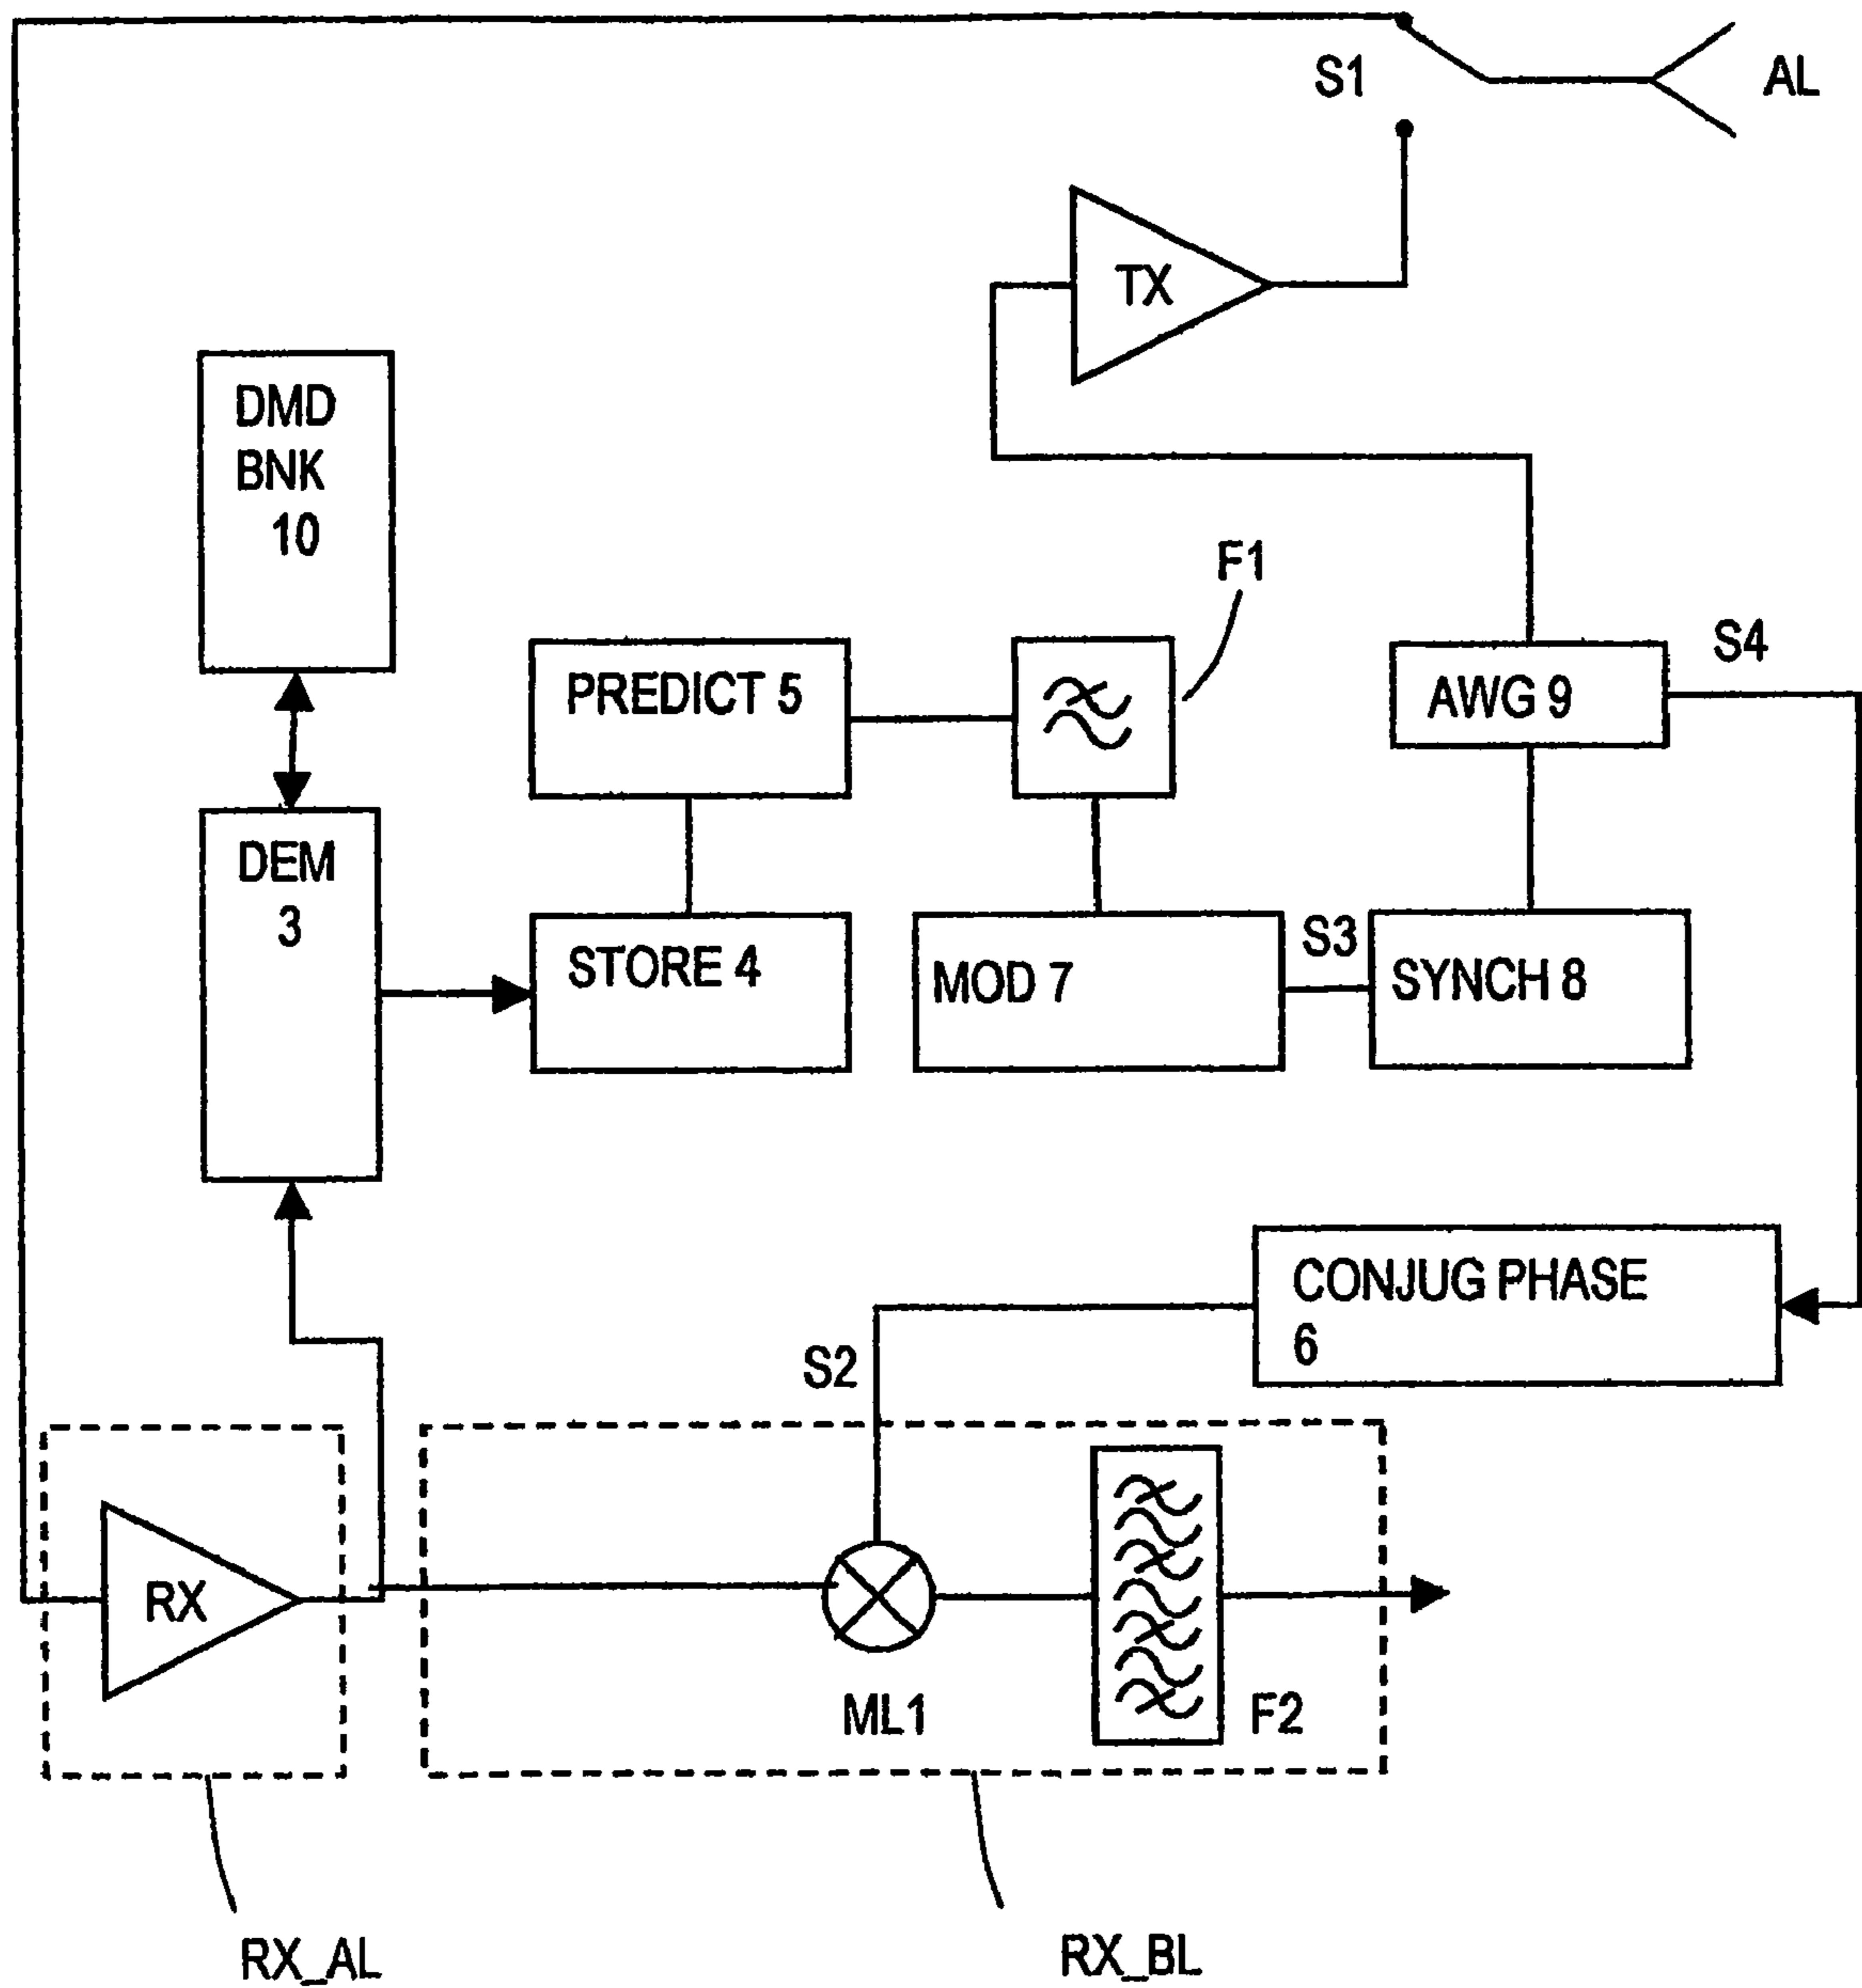 S1
AL
TX
DMD
BNK
10
F1
PREDICT 5
AWG 9
S4
DEM
3
STORE 4
MOD 7
S3
SYNCH 8
CONJUG PHASE
6
S2
RX
ML1
F2
RX_AL
RX_BL